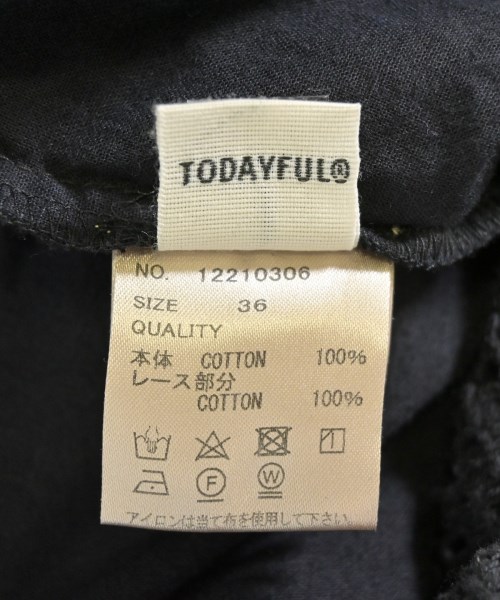 TODAYFUL®
NO. 12210306
SIZE 36
QUALITY
本体 COTTON 100%
レース部分
COTTON 100%
F W
アイロンは当て布を使用して下さい。